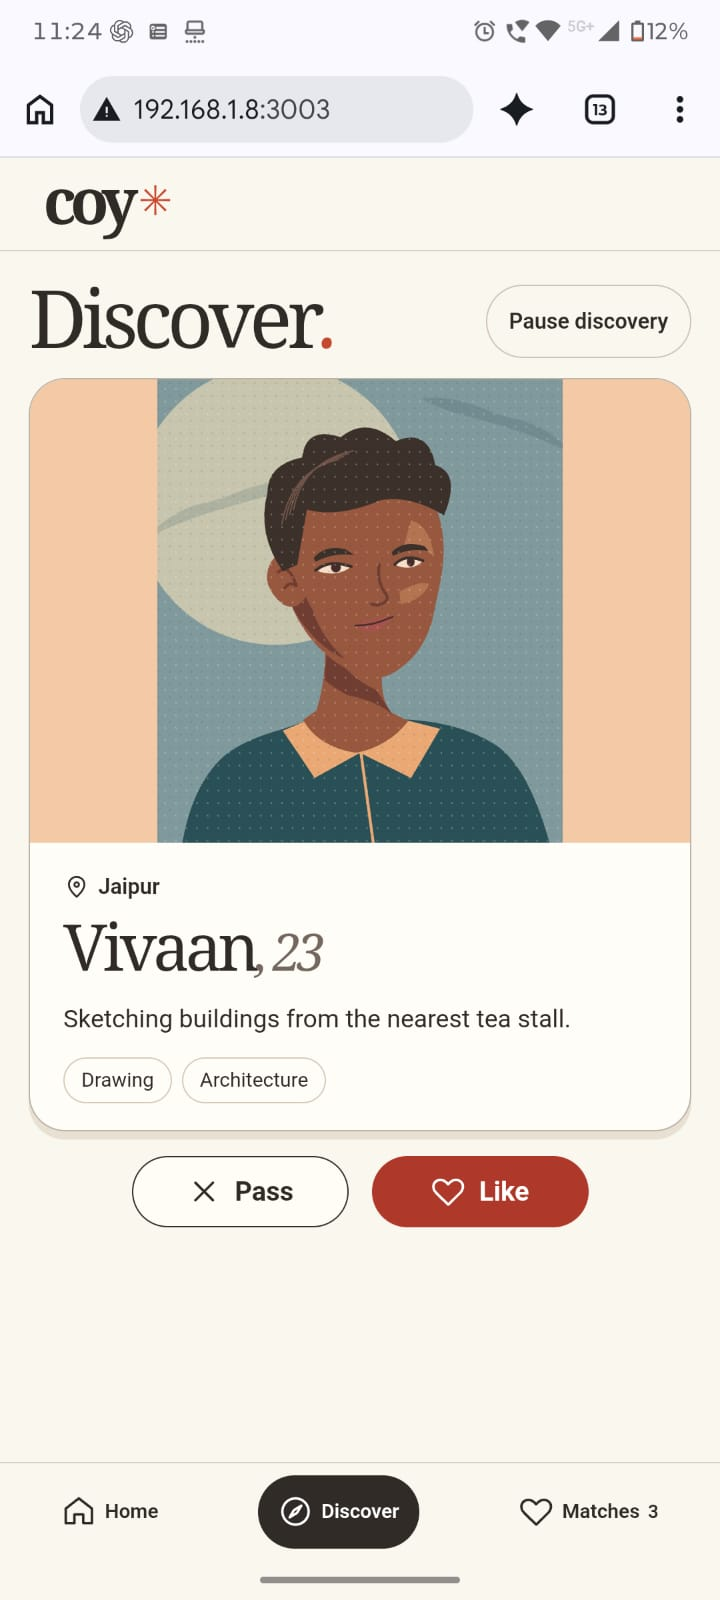 11:24
5G+
12%
192.168.1.8:3003
13
coy
Discover.
Pause discovery
Jaipur
Vivaan, 23
Sketching buildings from the nearest tea stall.
Drawing
Architecture
Pass
Like
Home
Discover
Matches 3